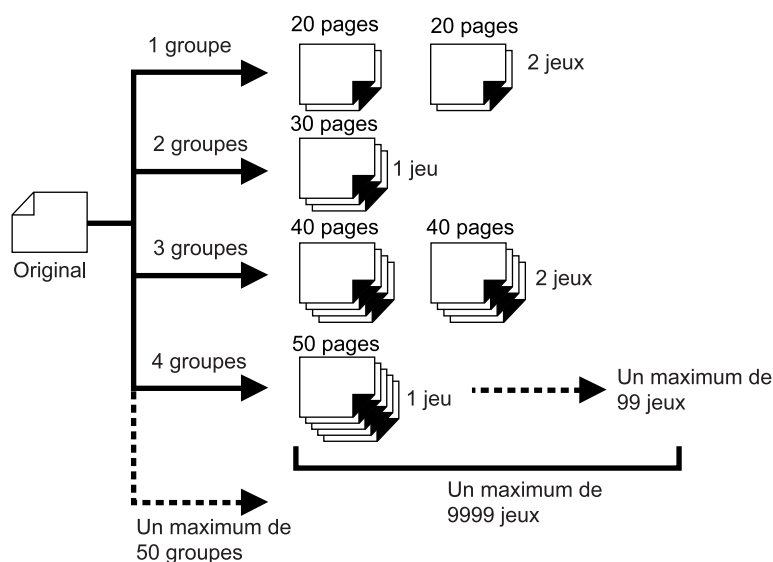 20 pages
20 pages
1 groupe
2 jeux
30 pages
2 groupes
1 jeu
40 pages
40 pages
3 groupes
2 jeux
Original
50 pages
4 groupes
1 jeu
Un maximum de
99 jeux
Un maximum de
9999 jeux
Un maximum de
50 groupes